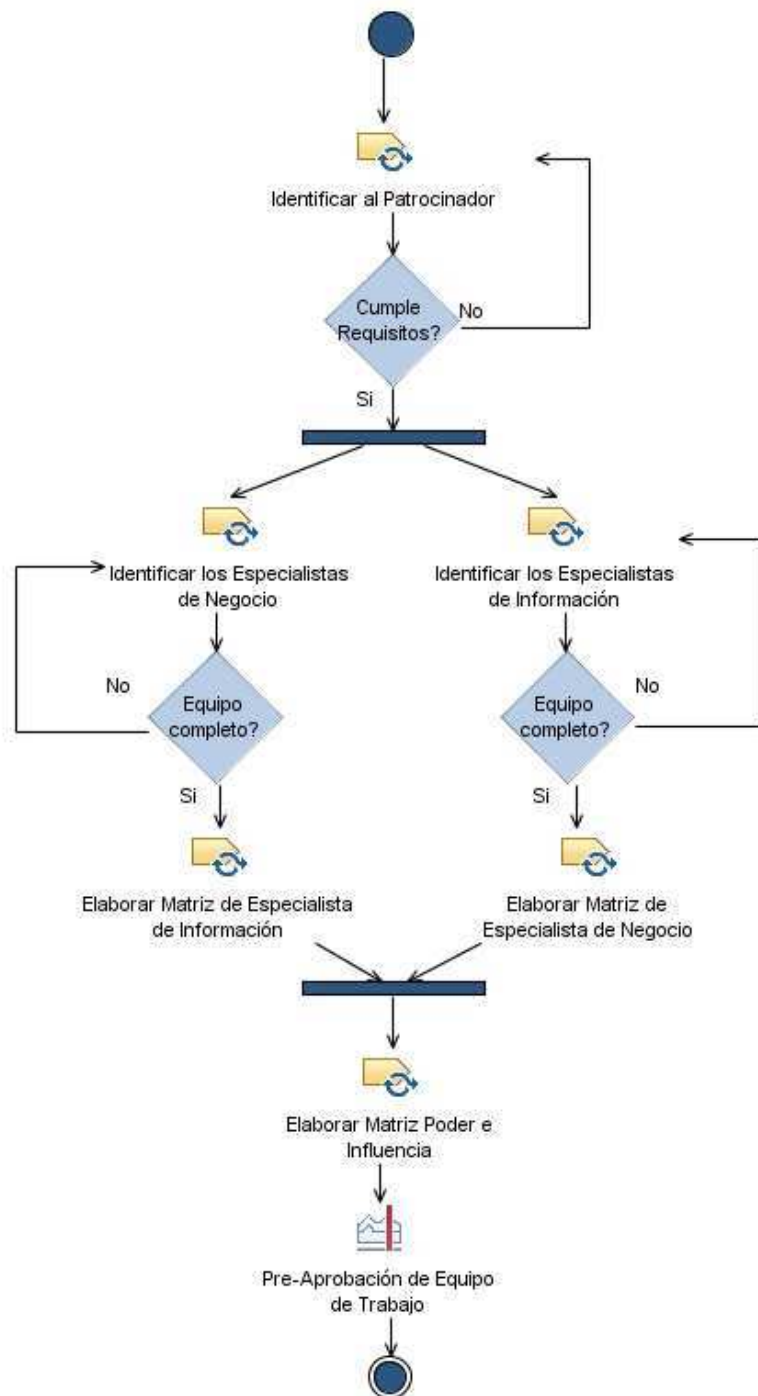 Identificar al Patrocinador
Cumple
Requisitos?
No
Si
Identificar los Especialistas
de Negocio
Identificar los Especialistas
de Información
No
Equipo
completo?
Equipo
completo?
No
Si
Si
Elaborar Matriz de Especialista
de Información
Elaborar Matriz de
Especialista de Negocio
Elaborar Matriz Poder e
Influencia
Pre-Aprobación de Equipo
de Trabajo